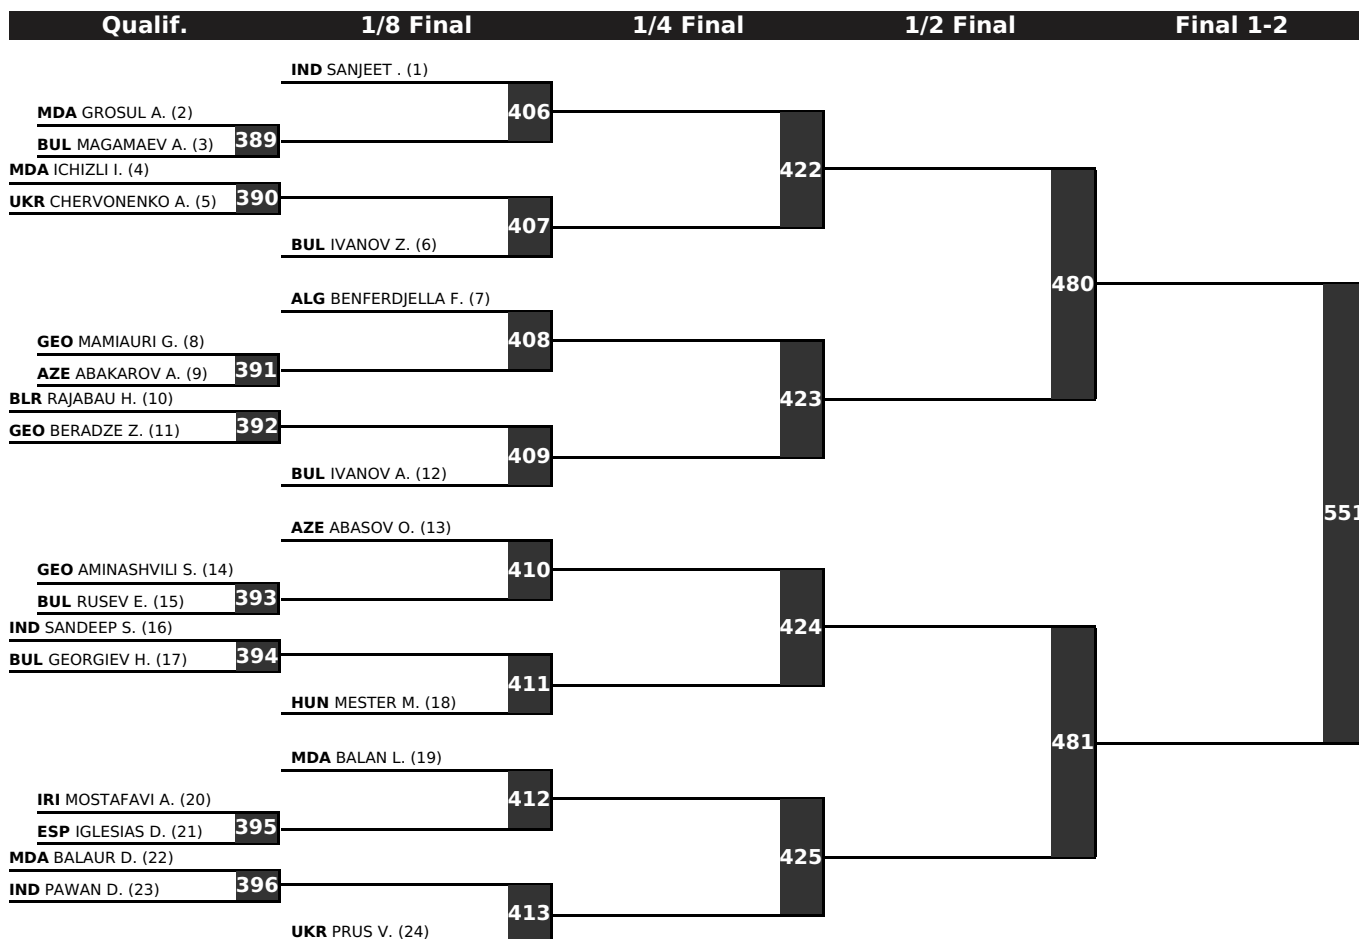 Qualif. 1/8 Final 1/4 Final 1/2 Final Final 1-2
IND SANJEET . (1)
406
MDA GROSUL A. (2)
389
BUL MAGAMAEV A. (3)
MDA ICHIZLI I. (4)
422
390
UKR CHERVONENKO A. (5)
407
BUL IVANOV Z. (6)
480
ALG BENFERDJELLA F. (7)
408
GEO MAMIAURI G. (8)
391
AZE ABAKAROV A. (9)
BLR RAJABAU H. (10)
423
392
GEO BERADZE Z. (11)
409
BUL IVANOV A. (12)
551
AZE ABASOV O. (13)
410
GEO AMINASHVILI S. (14)
393
BUL RUSEV E. (15)
IND SANDEEP S. (16)
424
394
BUL GEORGIEV H. (17)
411
HUN MESTER M. (18)
481
MDA BALAN L. (19)
412
IRI MOSTAFAVI A. (20)
395
ESP IGLESIAS D. (21)
MDA BALAUR D. (22)
425
396
IND PAWAN D. (23)
413
UKR PRUS V. (24)